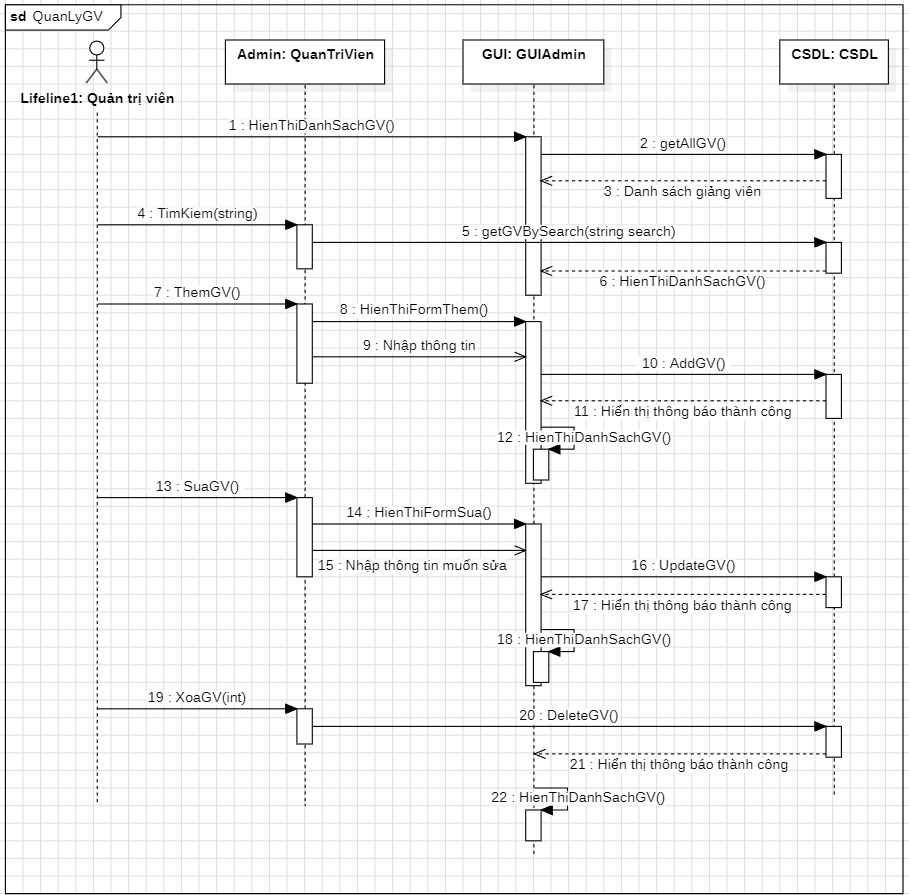 sd QuanLyGV
Admin: QuanTriVien
GUI: GUIAdmin
CSDL: CSDL
Lifeline1: Quản trị viên
1 : HienThiDanhSachGV()
2 : getAllGV()
3 : Danh sách giảng viên
4 : TimKiem(string)
5 : getGVBySearch(string search)
6 : HienThiDanhSachGV()
7 : ThemGV()
8 : HienThiFormThem()
9 : Nhập thông tin
10 : AddGV()
11 : Hiển thị thông báo thành công
12 : HienThiDanhSachGV()
13 : SuaGV()
14 : HienThiFormSua()
15 : Nhập thông tin muốn sửa
16 : UpdateGV()
17 : Hiển thị thông báo thành công
18 : HienThiDanhSachGV()
19 : XoaGV(int)
20 : DeleteGV()
21 : Hiển thị thông báo thành công
22 : HienThiDanhSachGV()